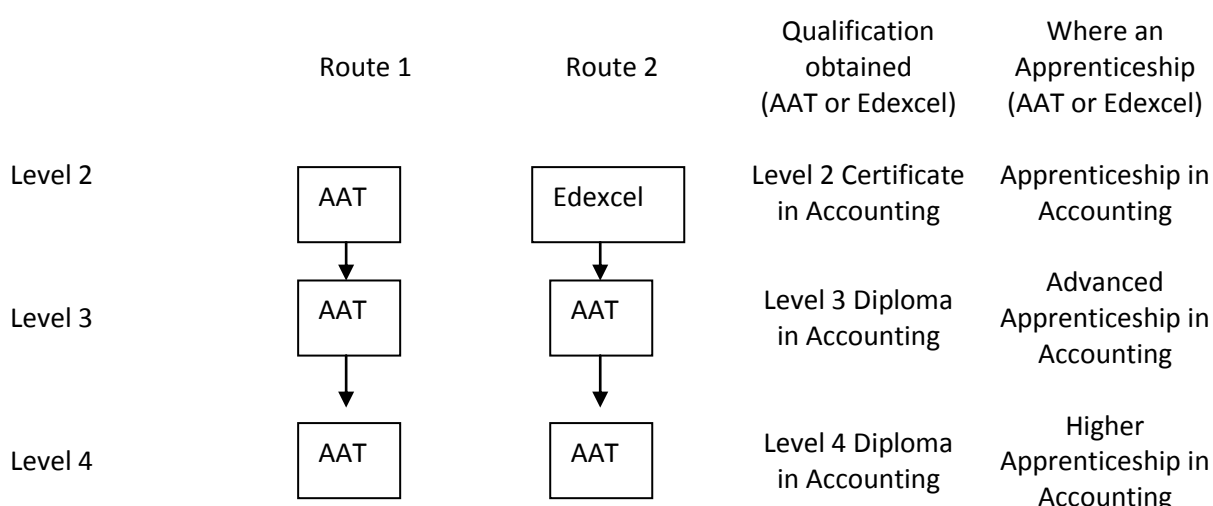 Route 1
Route 2
Qualification
obtained
(AAT or Edexcel)
Where an
Apprenticeship
(AAT or Edexcel)
Level 2
AAT
Edexcel
Level 2 Certificate
in Accounting
Apprenticeship in
Accounting
Level 3
AAT
AAT
Level 3 Diploma
in Accounting
Advanced
Apprenticeship in
Accounting
Level 4
AAT
AAT
Level 4 Diploma
in Accounting
Higher
Apprenticeship in
Accounting